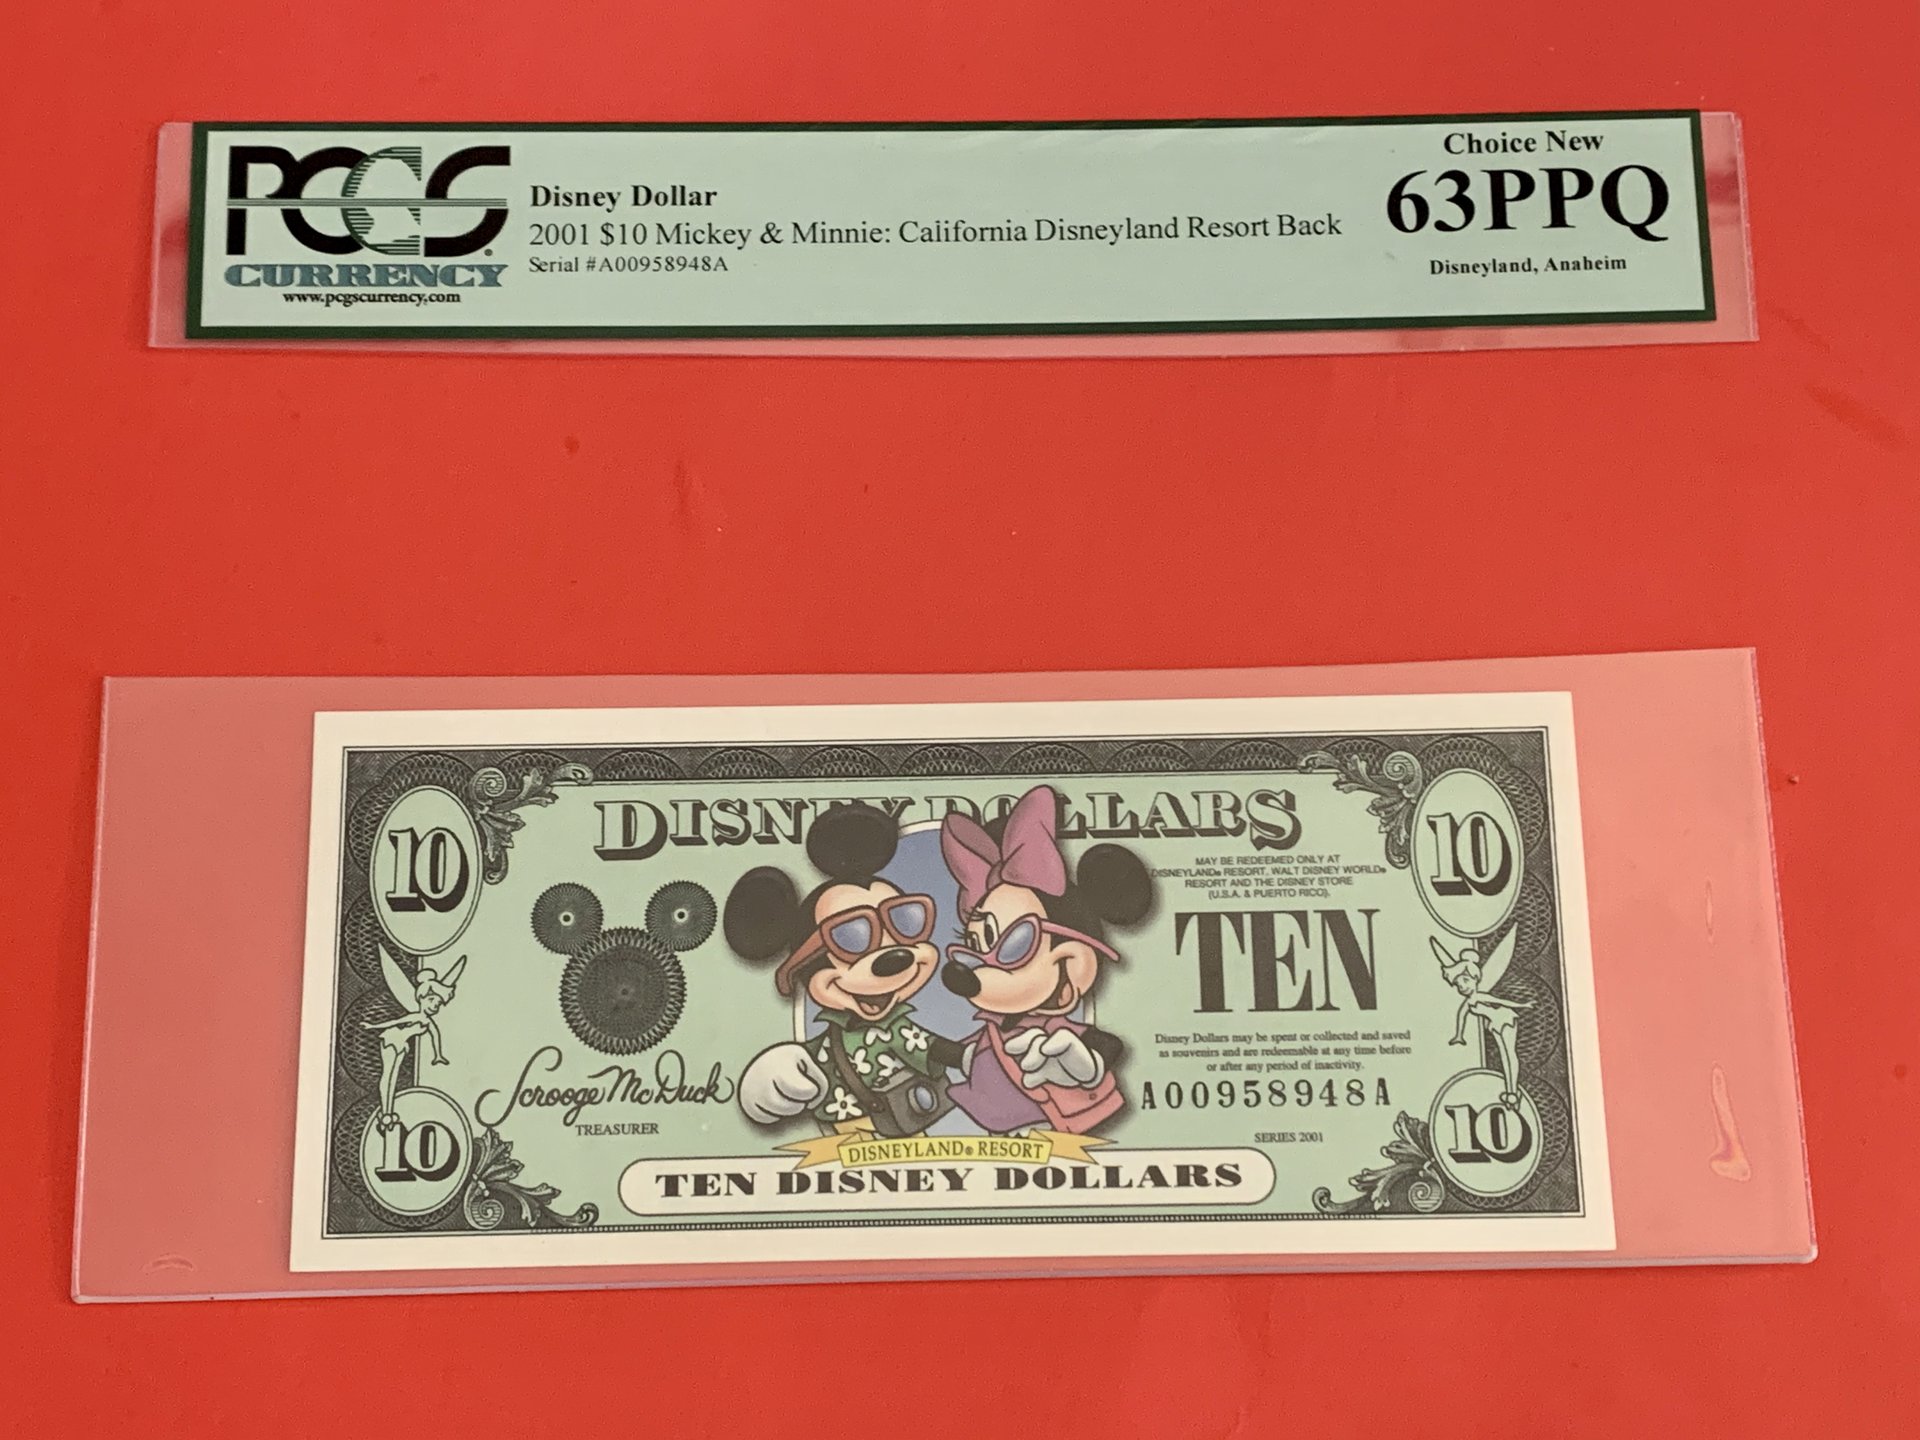 PCGS
CURRENCY
www.pcgscurrency.com
Disney Dollar
2001 $10 Mickey & Minnie: California Disneyland Resort Back
Serial #A00958948A
Choice New
63PPQ
Disneyland, Anaheim
DISNEY DOLLARS
10
10
MAY BE REDEEMED ONLY AT
DISNEYLAND® RESORT, WALT DISNEY WORLD®
RESORT AND THE DISNEY STORE
(U.S.A. & PUERTO RICO).
TEN
Disney Dollars may be spent or collected and saved
as souvenirs and are redeemable at any time before
or after any period of inactivity.
Scrooge McDuck
TREASURER
A00958948A
SERIES 2001
10
10
DISNEYLAND® RESORT
TEN DISNEY DOLLARS